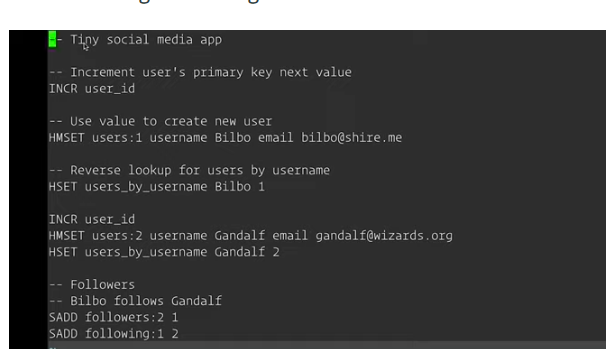 -- Tiny social media app
-- Increment user's primary key next value
INCR user_id
-- Use value to create new user
HMSET users:1 username Bilbo email bilbo@shire.me
-- Reverse lookup for users by username
HSET users_by_username Bilbo 1
INCR user_id
HMSET users:2 username Gandalf email gandalf@wizards.org
HSET users_by_username Gandalf 2
-- Followers
-- Bilbo follows Gandalf
SADD followers:2 1
SADD following:1 2